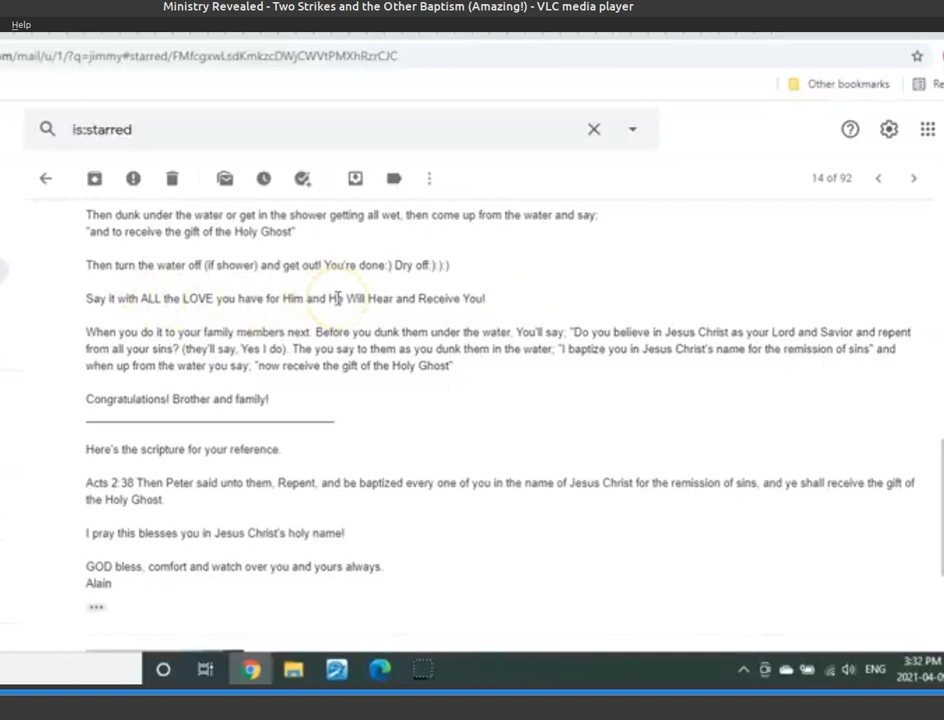 Ministry Revealed - Two Strikes and the Other Baptism (Amazing!) - VLC media player
Help
om/mail/u/1/?q=jimmy#starred/FMfcgxwLsdKmkzcDWjCWVtPMXhRzrCJC
Other bookmarks
Re
is:starred
14 of 92
Then dunk under the water or get in the shower getting all wet, then come up from the water and say;
"and to receive the gift of the Holy Ghost"
Then turn the water off (if shower) and get out! You're done:) Dry off:):):)
Say it with ALL the LOVE you have for Him and He Will Hear and Receive You!
When you do it to your family members next. Before you dunk them under the water, You'll say; "Do you believe in Jesus Christ as your Lord and Savior and repent
from all your sins? (they'll say, Yes I do). The you say to them as you dunk them in the water; "I baptize you in Jesus Christ's name for the remission of sins" and
when up from the water you say; "now receive the gift of the Holy Ghost"
Congratulations! Brother and family!
Here's the scripture for your reference.
Acts 2:38 Then Peter said unto them, Repent, and be baptized every one of you in the name of Jesus Christ for the remission of sins, and ye shall receive the gift of
the Holy Ghost.
I pray this blesses you in Jesus Christ's holy name!
GOD bless, comfort and watch over you and yours always.
Alain
ENG
3:32 PM
2021-04-0